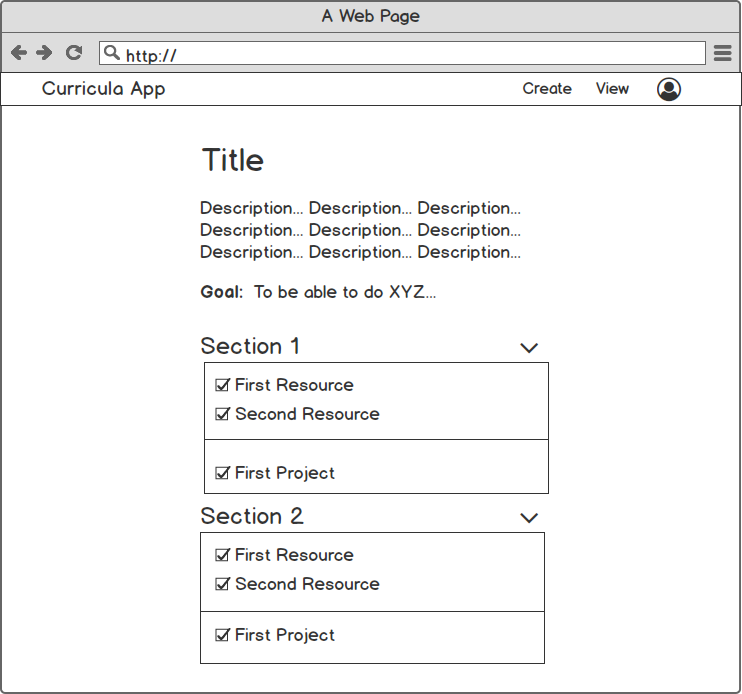 A Web Page
http://
Curricula App Create View
Title
Description... Description... Description...
Description... Description... Description...
Description... Description... Description...
Goal: To be able to do XYZ...
Section 1
First Resource
Second Resource
First Project
Section 2
First Resource
Second Resource
First Project